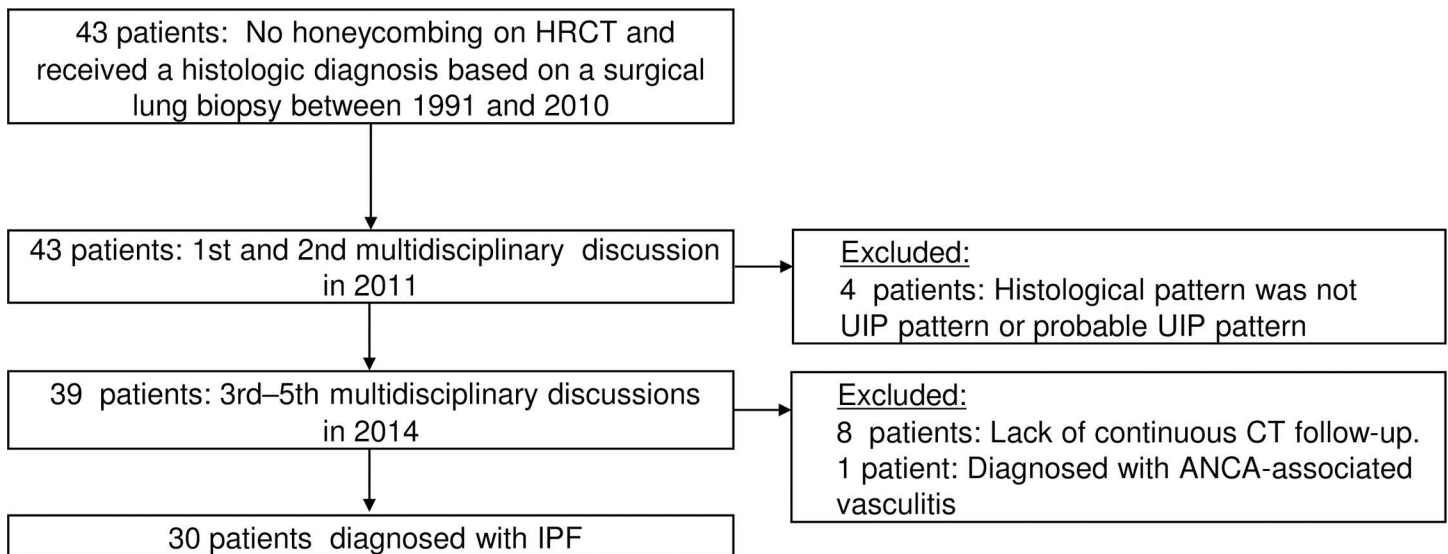 43 patients:  No honeycombing on HRCT and
received a histologic diagnosis based on a surgical
lung biopsy between 1991 and 2010
43 patients: 1st and 2nd multidisciplinary  discussion
in 2011
Excluded:
4  patients: Histological pattern was not
UIP pattern or probable UIP pattern
39  patients: 3rd–5th multidisciplinary discussions
in 2014
Excluded:
8  patients: Lack of continuous CT follow-up.
1 patient: Diagnosed with ANCA-associated
vasculitis
30 patients  diagnosed with IPF